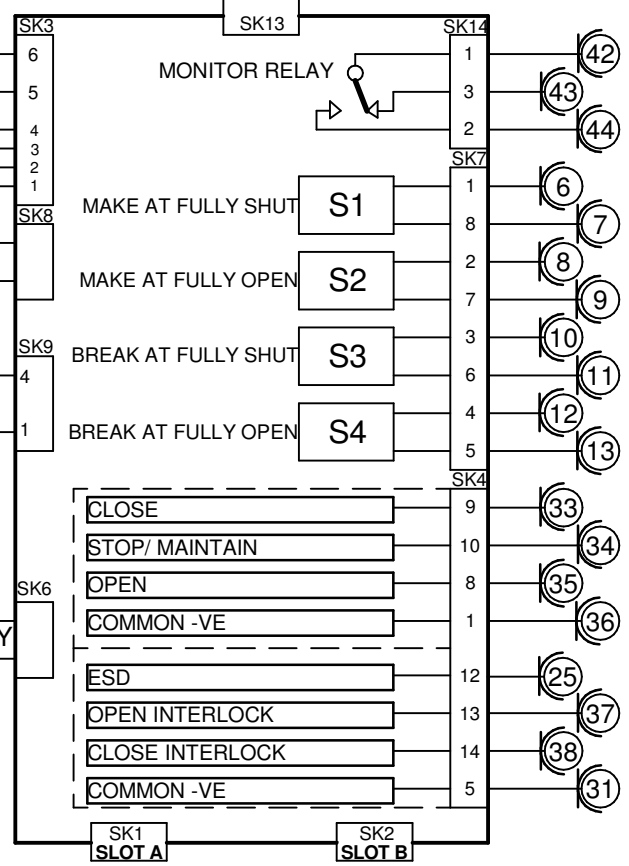 SK3
SK13
SK14
6
MONITOR RELAY
1
42
5
3
43
4
2
44
3
2
1
SK7
MAKE AT FULLY SHUT
S1
1
6
8
7
SK8
MAKE AT FULLY OPEN
S2
2
8
7
9
SK9
BREAK AT FULLY SHUT
S3
3
10
4
6
11
1
BREAK AT FULLY OPEN
S4
4
12
5
13
SK4
CLOSE
9
33
STOP/ MAINTAIN
10
34
SK6
OPEN
8
35
COMMON -VE
1
36
Y
ESD
12
25
OPEN INTERLOCK
13
37
CLOSE INTERLOCK
14
38
COMMON -VE
5
31
SK1
SLOT A
SK2
SLOT B